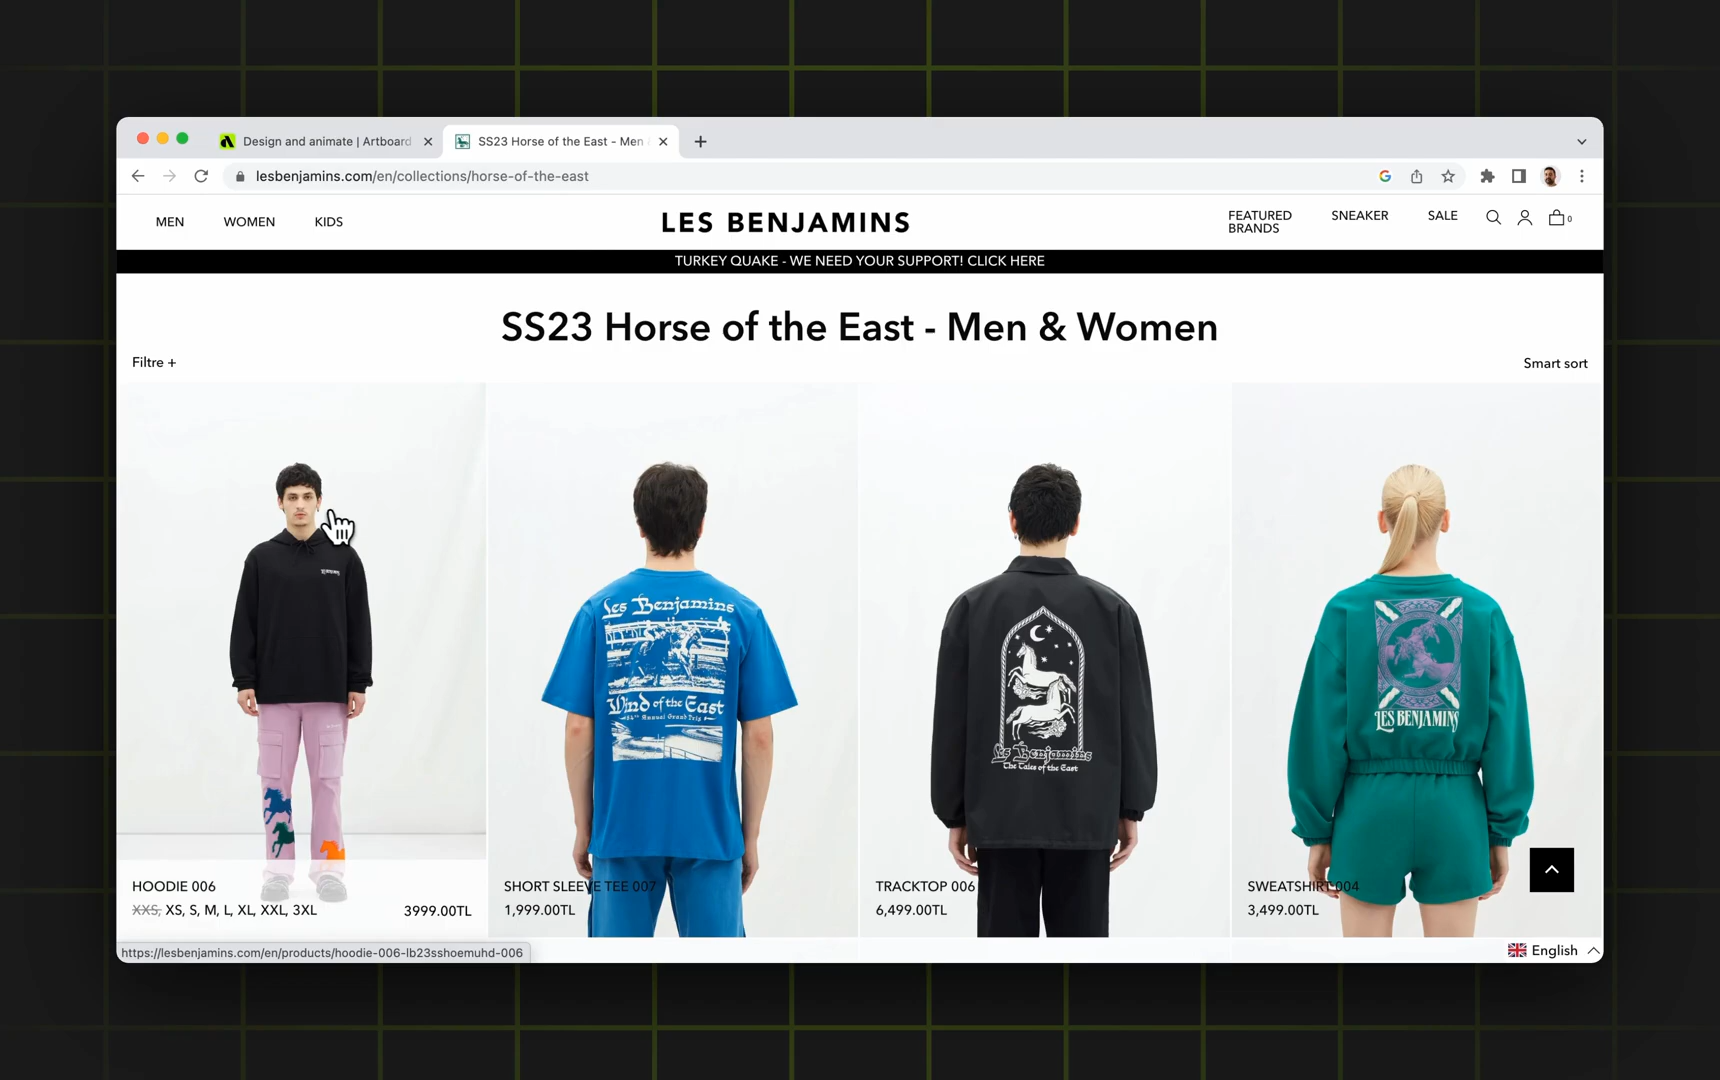 Design and animate | Artboard
SS23 Horse of the East - Men
lesbenjamins.com/en/collections/horse-of-the-east
MEN
WOMEN
KIDS
LES BENJAMINS
FEATURED
BRANDS
SNEAKER
SALE
0
TURKEY QUAKE - WE NEED YOUR SUPPORT! CLICK HERE
SS23 Horse of the East - Men & Women
Filtre +
Smart sort
Les Benjamins
Wind of the East
Annual Grand Prix
Les Benjamins
The Tales of the East
LES BENJAMINS
HOODIE 006
XXS, XS, S, M, L, XL, XXL, 3XL
3999.00TL
SHORT SLEEVE TEE 007
1,999.00TL
TRACKTOP 006
6,499.00TL
SWEATSHIRT 004
3,499.00TL
https://lesbenjamins.com/en/products/hoodie-006-lb23sshoemuhd-006
English